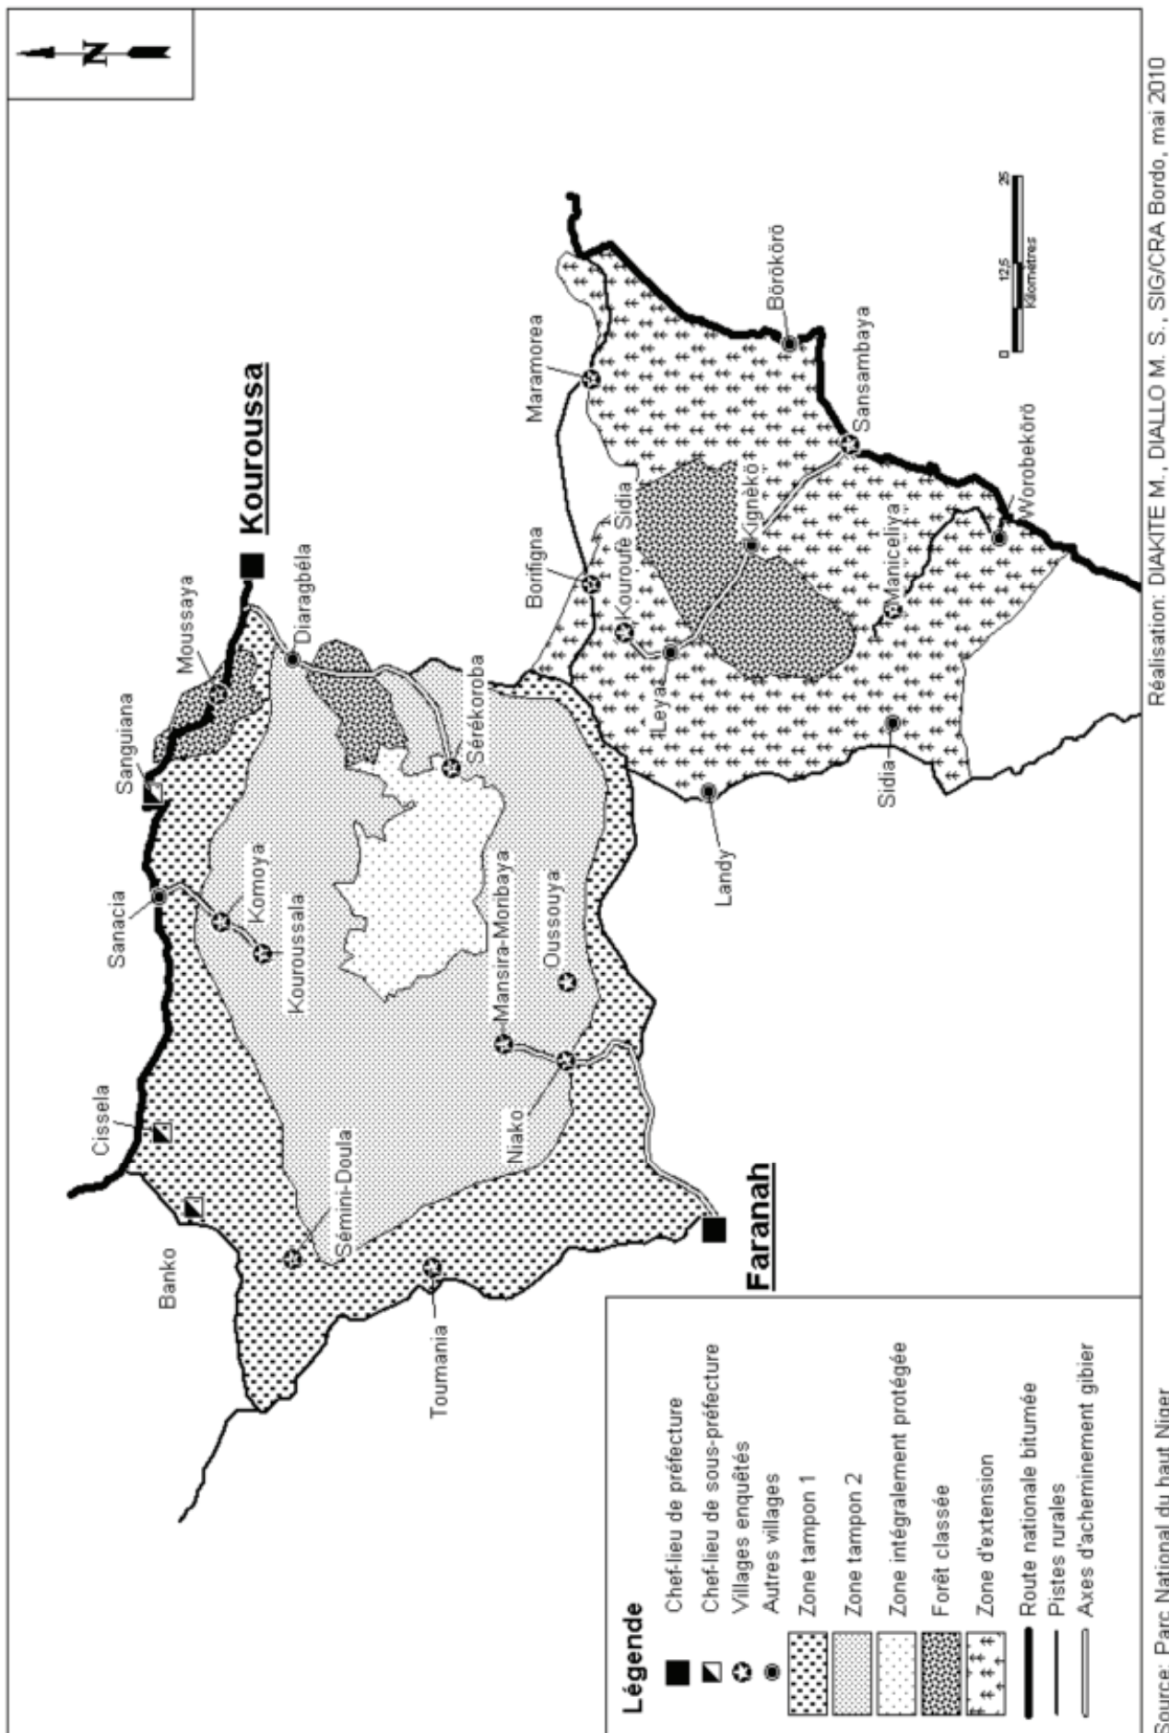 N
Kouroussa
Moussaya
Diaragbéla
Sanguiana
Sérékoroba
Sanacia
Komoya
Kouroussala
Mansira-Moribaya
Oussouya
Cissela
Niako
Banko
Sémini-Doula
Toumania
Faranah
Maramorea
Borifigna
Kouroufè Sidia
Kignèkö
Leya
Landy
Sidia
Maniceliya
Börökörö
Sansambaya
Worobekörö
0 12,5 25
Kilomètres
Légende
Chef-lieu de préfecture
Chef-lieu de sous-préfecture
Villages enquêtés
Autres villages
Zone tampon 1
Zone tampon 2
Zone intégralement protégée
Forêt classée
Zone d'extension
Route nationale bitumée
Pistes rurales
Axes d'acheminement gibier
Source: Parc National du haut Niger
Réalisation: DIAKITE M., DIALLO M. S., SIG/CRA Bordo, mai 2010